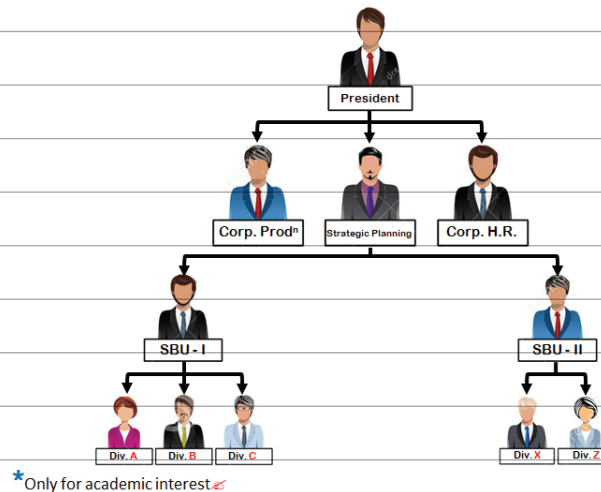 President
Corp. Prodⁿ
Strategic Planning
Corp. H.R.
SBU - I
SBU - II
Div. A
Div. B
Div. C
Div. X
Div. Z
*Only for academic interest